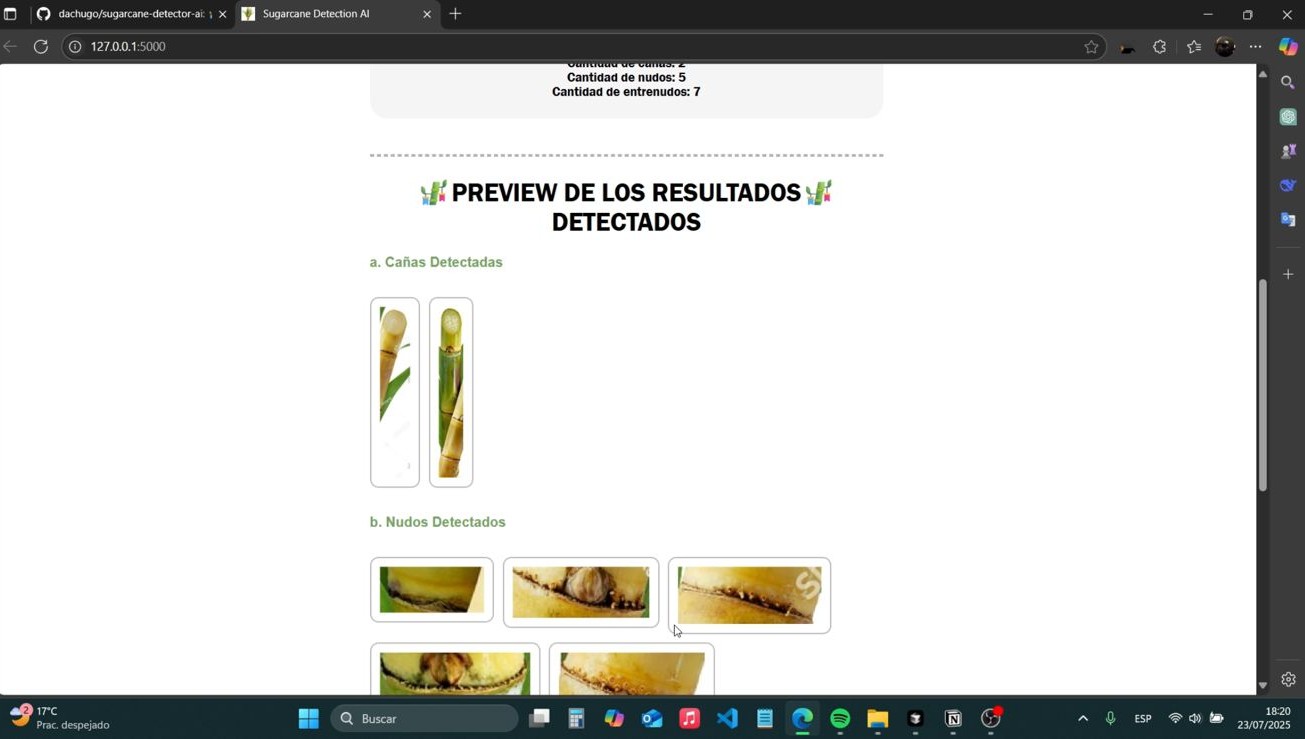 dachugo/sugarcane-detector-ai:
Sugarcane Detection AI
127.0.0.1:5000
Cantidad de cañas: 2
Cantidad de nudos: 5
Cantidad de entrenudos: 7
PREVIEW DE LOS RESULTADOS
DETECTADOS
a. Cañas Detectadas
b. Nudos Detectados
2
17°C
Prac. despejado
Buscar
ESP
18:20
23/07/2025